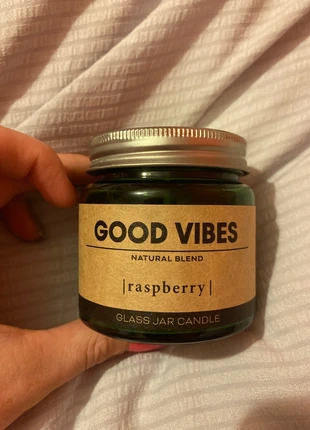 GOOD VIBES
NATURAL BLEND
|raspberry|
GLASS JAR CANDLE